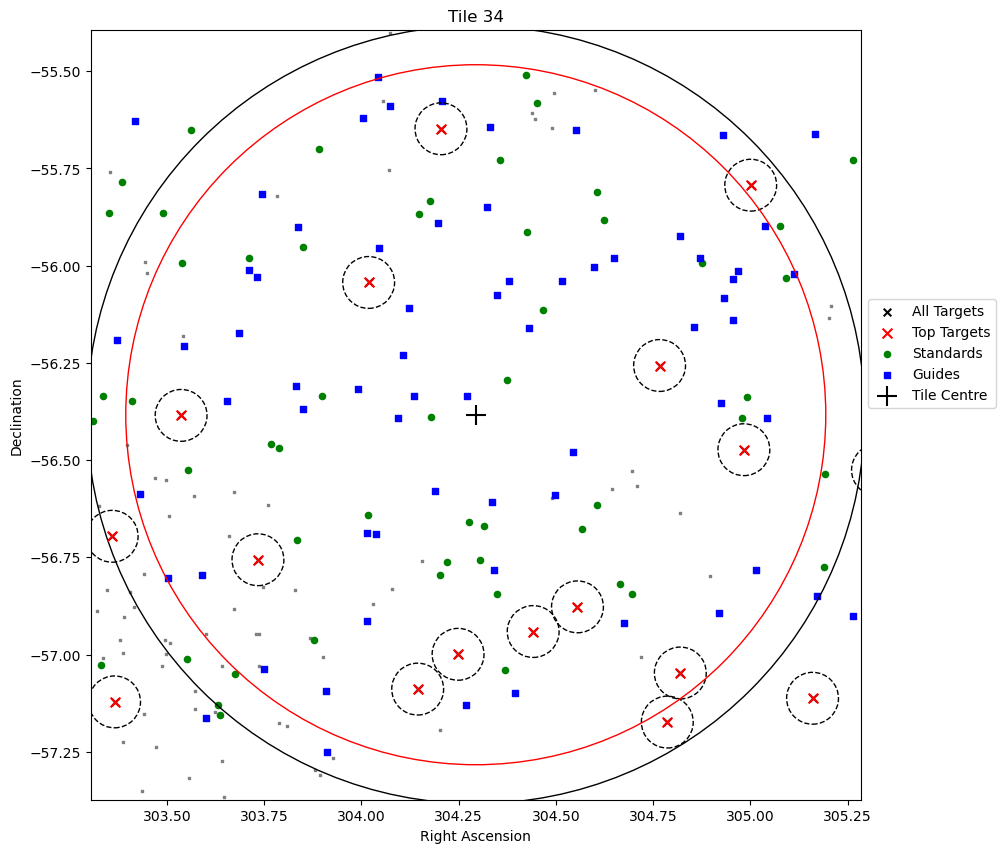 Tile 34
Declination
−55.50
−55.75
−56.00
−56.25
−56.50
−56.75
−57.00
−57.25
All Targets
Top Targets
Standards
Guides
Tile Centre
303.50 303.75 304.00 304.25 304.50 304.75 305.00 305.25
Right Ascension